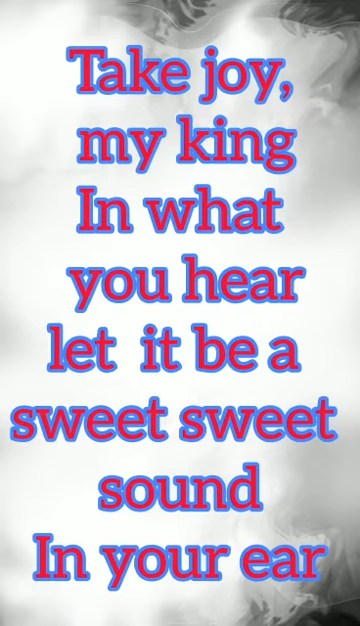 Take joy,
my king
In what
you hear
let it be a
sweet sweet
sound
In your ear